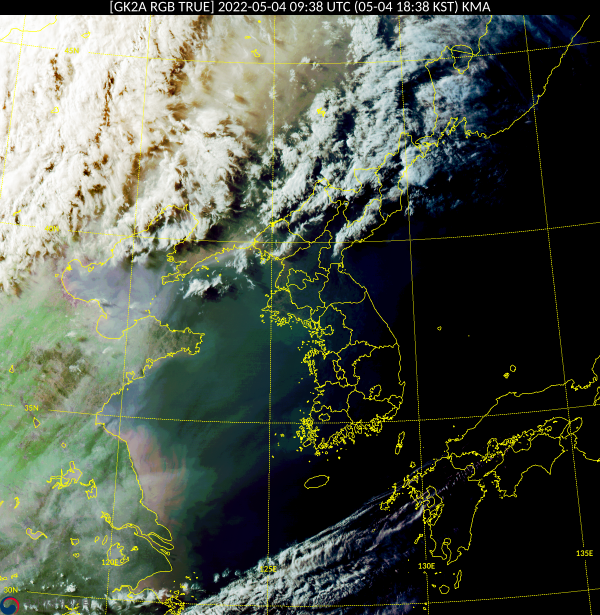 [GK2A RGB TRUE] 2022-05-04 09:38 UTC (05-04 18:38 KST) KMA
35N
120E
125E
130E
135E
30N